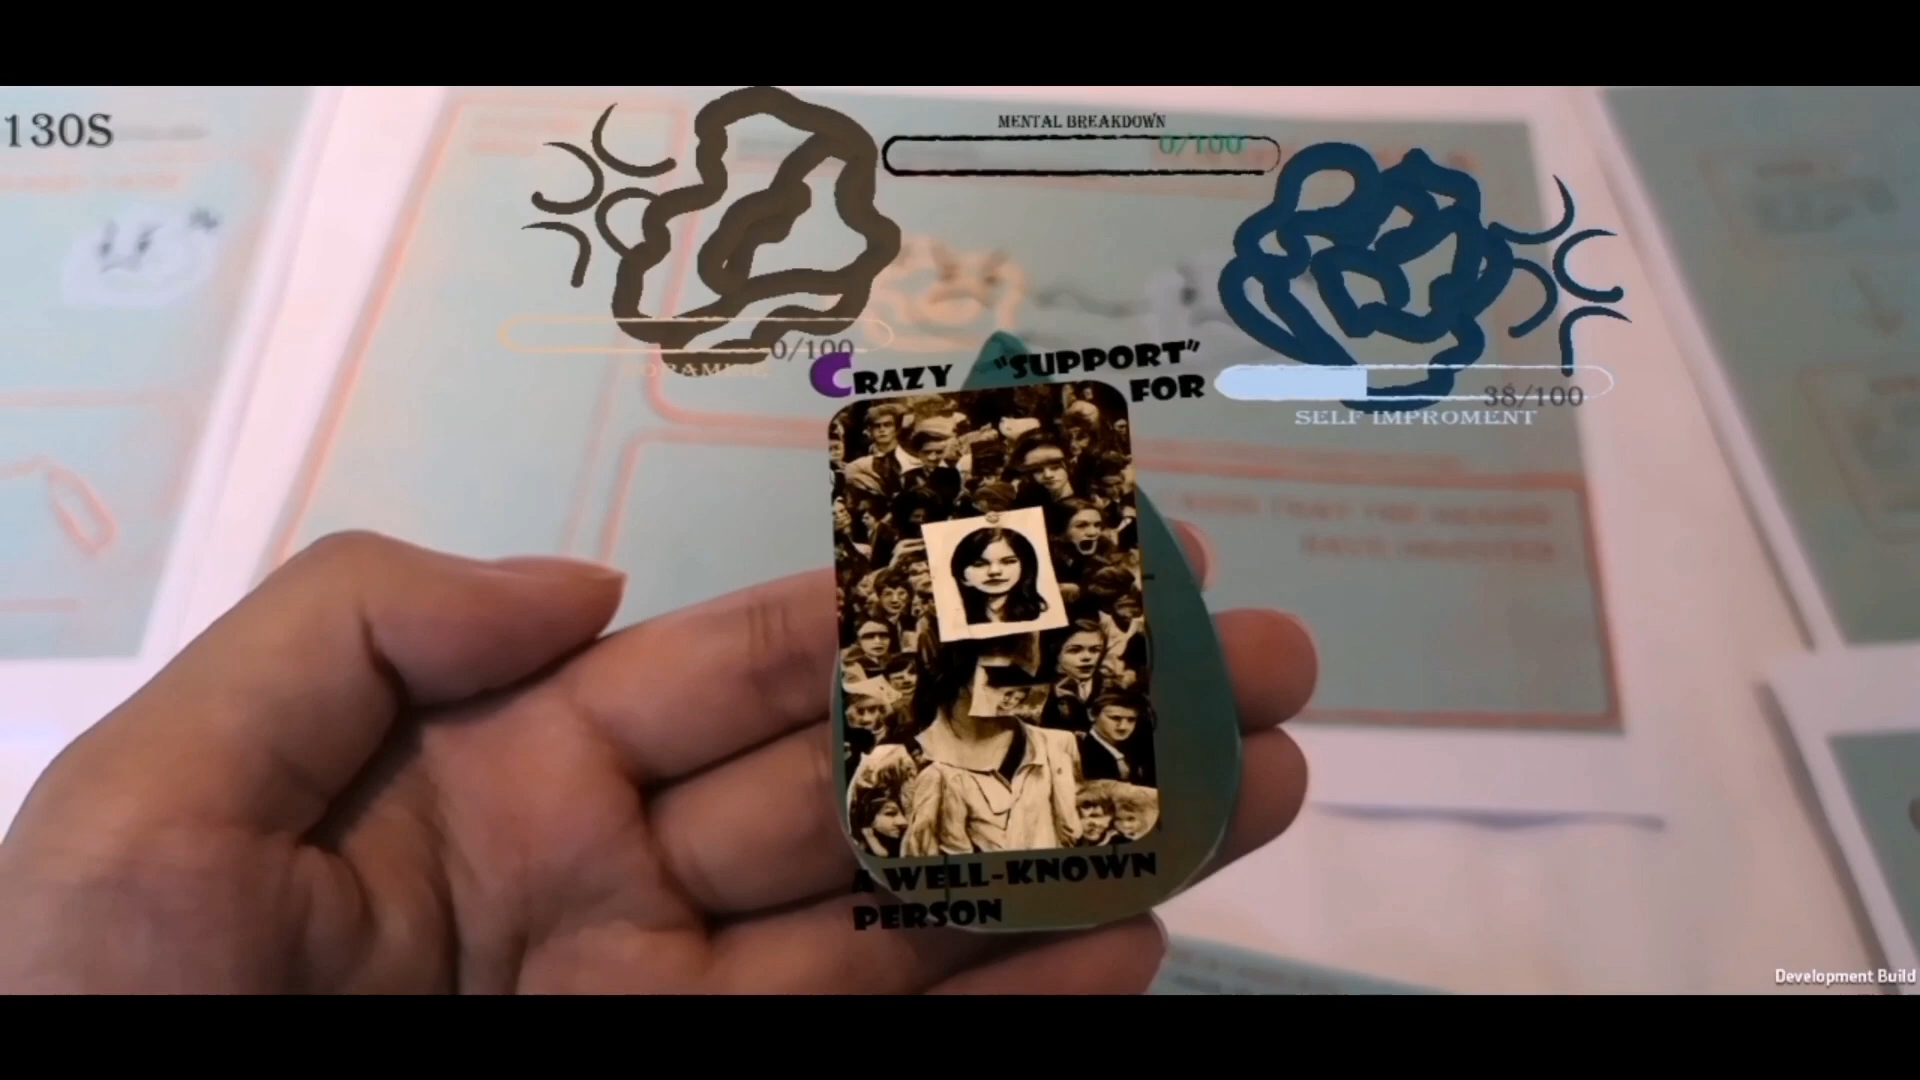 130S
MENTAL BREAKDOWN
0/100
0/100
CRAZY "SUPPORT"
FOR
38/100
SELF IMPROMENT
A WELL-KNOWN
PERSON
Development Build